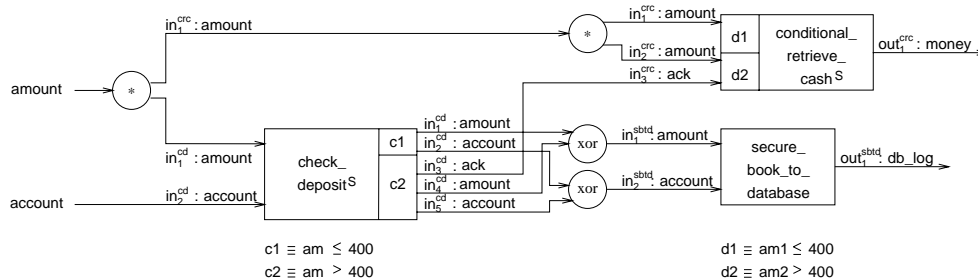 in₁ᶜʳᶜ : amount
in₁ᶜʳᶜ : amount
d1
conditional_
retrieve_
cash S
out₁ᶜʳᶜ : money
*
in₂ᶜʳᶜ : amount
d2
in₃ᶜʳᶜ : ack
amount
*
in₁ᶜᵈ : amount
check_
deposit S
c1
c2
in₁ᶜᵈ : amount
in₂ᶜᵈ : account
in₃ᶜᵈ : ack
in₄ᶜᵈ : amount
in₅ᶜᵈ : account
xor
xor
in₁ˢᵇᵗᵈ : amount
in₂ˢᵇᵗᵈ : account
secure_
book_to_
database
out₁ˢᵇᵗᵈ : db_log
account
in₂ᶜᵈ : account
c1 ≡ am ≤ 400
c2 ≡ am > 400
d1 ≡ am1 ≤ 400
d2 ≡ am2 > 400